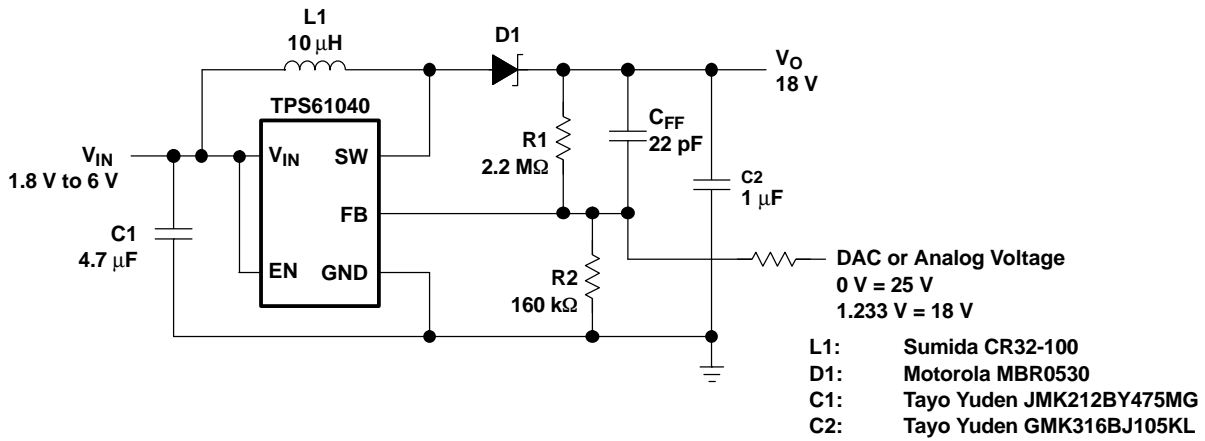 L1
10 μH
D1
VO
18 V
TPS61040
VIN
1.8 V to 6 V
VIN
SW
R1
2.2 MΩ
CFF
22 pF
C2
1 μF
FB
C1
4.7 μF
EN
GND
R2
160 kΩ
DAC or Analog Voltage
0 V = 25 V
1.233 V = 18 V
L1: Sumida CR32-100
D1: Motorola MBR0530
C1: Tayo Yuden JMK212BY475MG
C2: Tayo Yuden GMK316BJ105KL